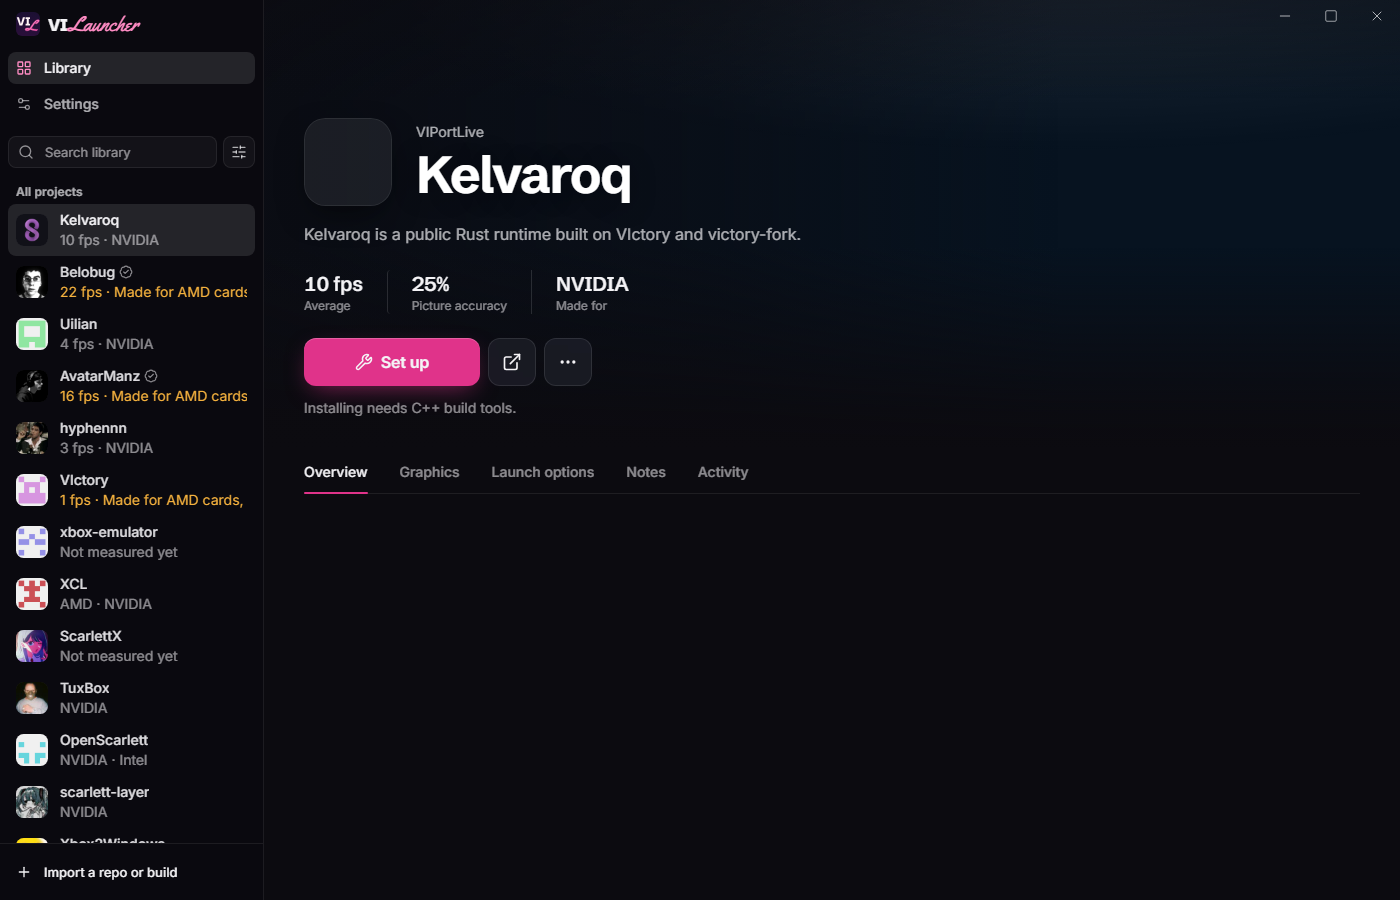 VI
L
VI Launcher
Library
Settings
Search library
All projects
Kelvaroq
10 fps · NVIDIA
Belobug
22 fps · Made for AMD cards
Uilian
4 fps · NVIDIA
AvatarManz
16 fps · Made for AMD cards
hyphennn
3 fps · NVIDIA
VIctory
1 fps · Made for AMD cards,
xbox-emulator
Not measured yet
XCL
AMD · NVIDIA
ScarlettX
Not measured yet
TuxBox
NVIDIA
OpenScarlett
NVIDIA · Intel
scarlett-layer
NVIDIA
Xbox2Windows
Import a repo or build
VIPortLive
Kelvaroq
Kelvaroq is a public Rust runtime built on VIctory and victory-fork.
10 fps
Average
25%
Picture accuracy
NVIDIA
Made for
Set up
Installing needs C++ build tools.
Overview
Graphics
Launch options
Notes
Activity